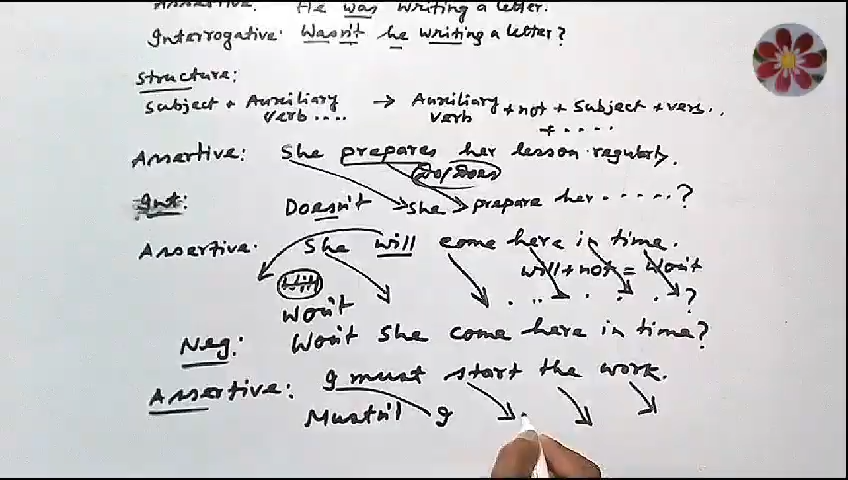 Assertive: He was writing a letter.
Interrogative: Wasn't he writing a letter?
Structure:
Subject + Auxiliary verb .... → Auxiliary verb + not + Subject + verb..
+ ....
Assertive: She prepares her lesson regularly.
Do/Does
Int: Doesn't she prepare her .....?
Assertive: She will come here in time.
will + not = Won't
Will
Won't . .. . . . ?
Neg: Won't She come here in time?
Assertive: I must start the work.
Mustn't I